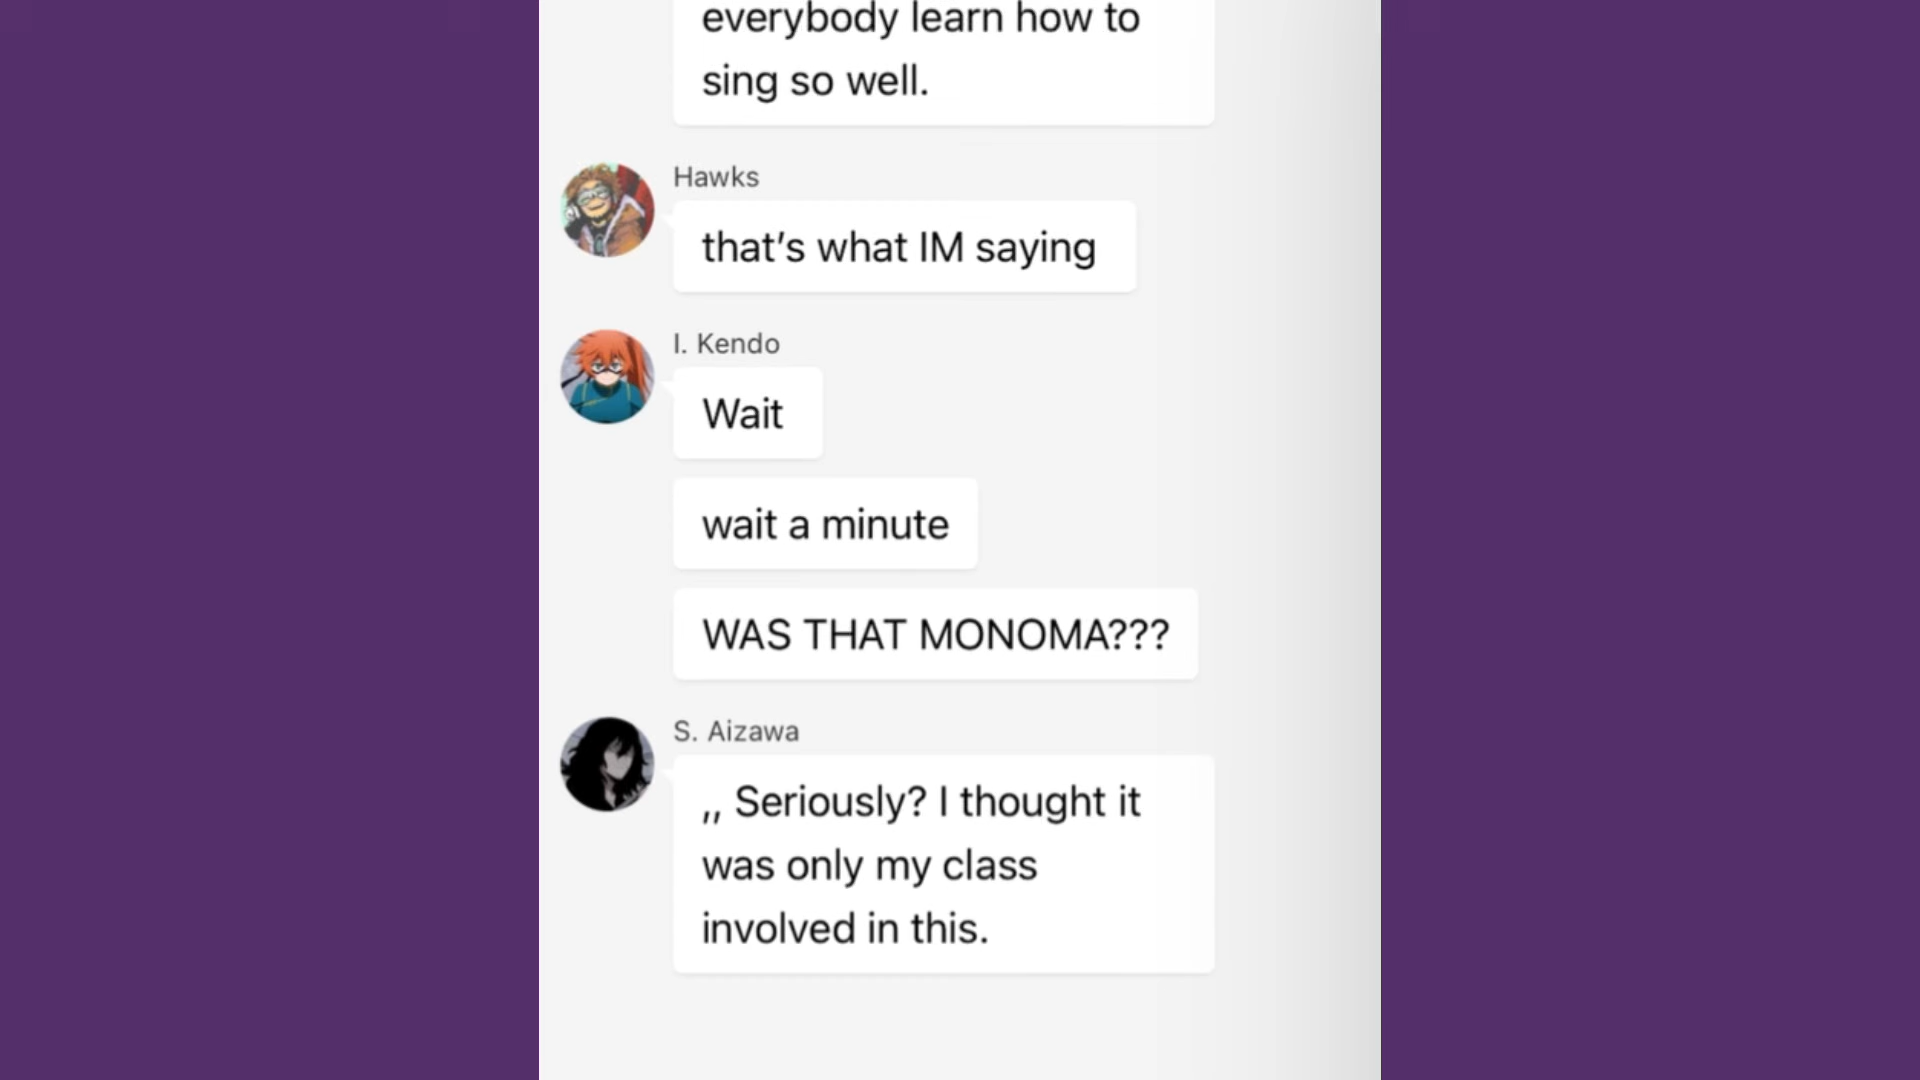 everybody learn how to
sing so well.
Hawks
that's what IM saying
I. Kendo
Wait
wait a minute
WAS THAT MONOMA???
S. Aizawa
,, Seriously? I thought it
was only my class
involved in this.